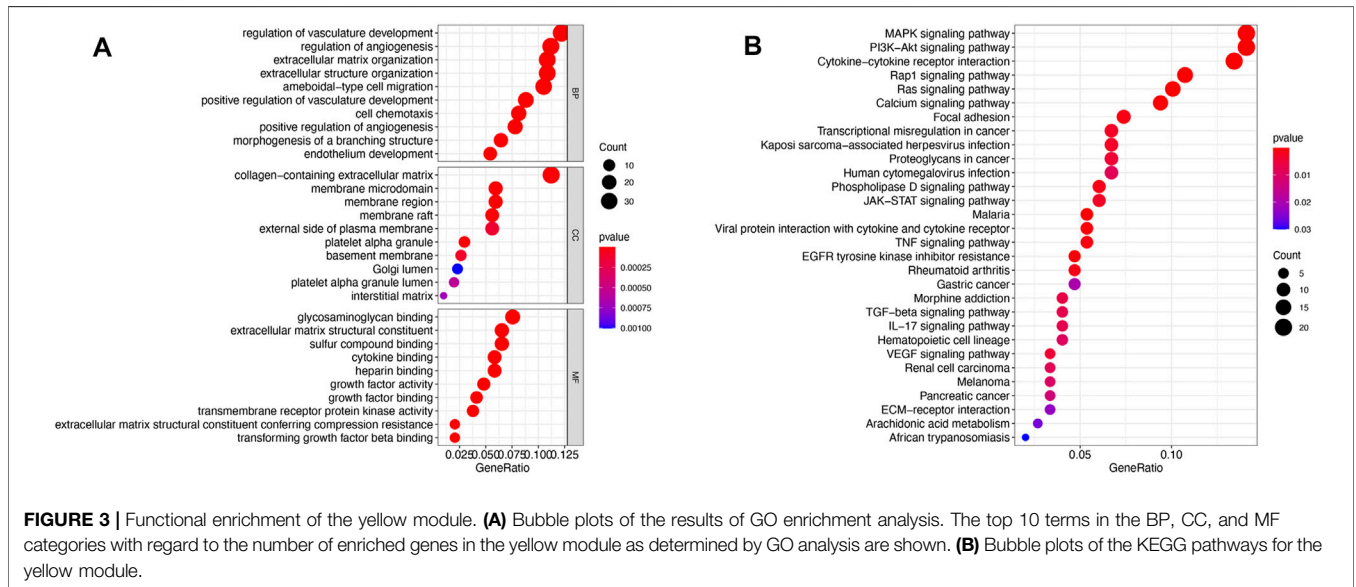 A
regulation of vasculature development
regulation of angiogenesis
extracellular matrix organization
extracellular structure organization
ameboidal-type cell migration
positive regulation of vasculature development
cell chemotaxis
positive regulation of angiogenesis
morphogenesis of a branching structure
endothelium development
BP
collagen-containing extracellular matrix
membrane microdomain
membrane region
membrane raft
external side of plasma membrane
platelet alpha granule
basement membrane
Golgi lumen
platelet alpha granule lumen
interstitial matrix
CC
glycosaminoglycan binding
extracellular matrix structural constituent
sulfur compound binding
cytokine binding
heparin binding
growth factor activity
growth factor binding
transmembrane receptor protein kinase activity
extracellular matrix structural constituent conferring compression resistance
transforming growth factor beta binding
MF
0.025 0.050 0.075 0.100 0.125
GeneRatio
Count
10
20
30
pvalue
0.00025
0.00050
0.00075
0.00100
B
MAPK signaling pathway
PI3K-Akt signaling pathway
Cytokine-cytokine receptor interaction
Rap1 signaling pathway
Ras signaling pathway
Calcium signaling pathway
Focal adhesion
Transcriptional misregulation in cancer
Kaposi sarcoma-associated herpesvirus infection
Proteoglycans in cancer
Human cytomegalovirus infection
Phospholipase D signaling pathway
JAK-STAT signaling pathway
Malaria
Viral protein interaction with cytokine and cytokine receptor
TNF signaling pathway
EGFR tyrosine kinase inhibitor resistance
Rheumatoid arthritis
Gastric cancer
Morphine addiction
TGF-beta signaling pathway
IL-17 signaling pathway
Hematopoietic cell lineage
VEGF signaling pathway
Renal cell carcinoma
Melanoma
Pancreatic cancer
ECM-receptor interaction
Arachidonic acid metabolism
African trypanosomiasis
0.05 0.10
GeneRatio
pvalue
0.01
0.02
0.03
Count
5
10
15
20
FIGURE 3 | Functional enrichment of the yellow module. (A) Bubble plots of the results of GO enrichment analysis. The top 10 terms in the BP, CC, and MF
categories with regard to the number of enriched genes in the yellow module as determined by GO analysis are shown. (B) Bubble plots of the KEGG pathways for the
yellow module.